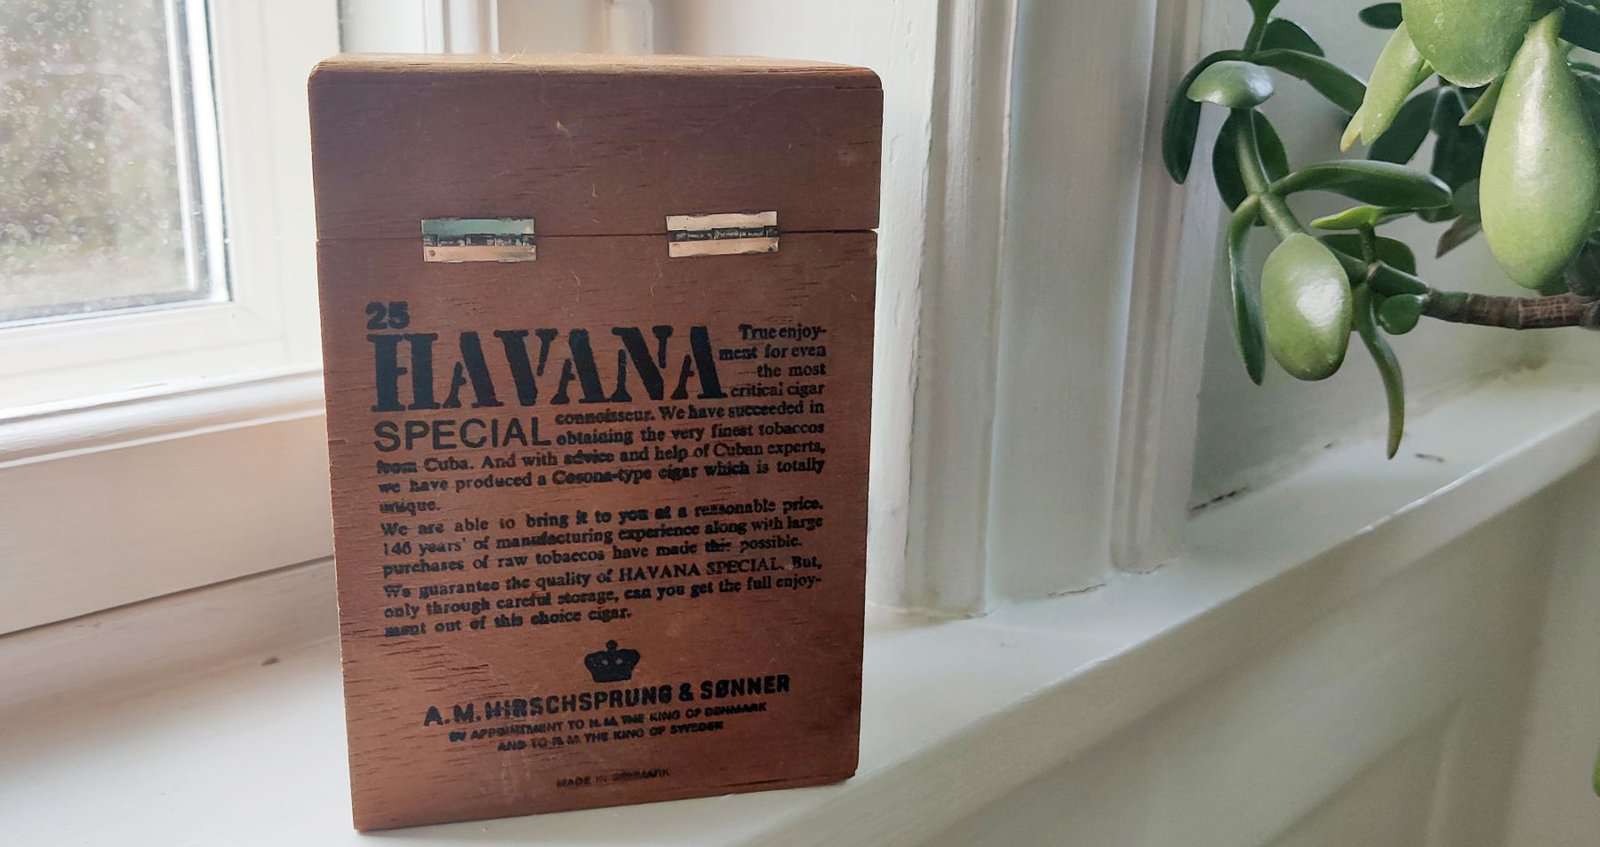 25
HAVANA
SPECIAL
True enjoy-
ment for even
the most
critical cigar
connoisseur. We have succeeded in
obtaining the very finest tobaccos
from Cuba. And with advice and help of Cuban experts,
we have produced a Corona-type cigar which is totally
unique.
We are able to bring it to you at a reasonable price.
146 years' of manufacturing experience along with large
purchases of raw tobaccos have made this possible.
We guarantee the quality of HAVANA SPECIAL. But,
only through careful storage, can you get the full enjoy-
ment out of this choice cigar.
A.M. HIRSCHSPRUNG & SØNNER
BY APPOINTMENT TO H.M. THE KING OF DENMARK
AND TO H.M. THE KING OF SWEDEN
MADE IN DENMARK